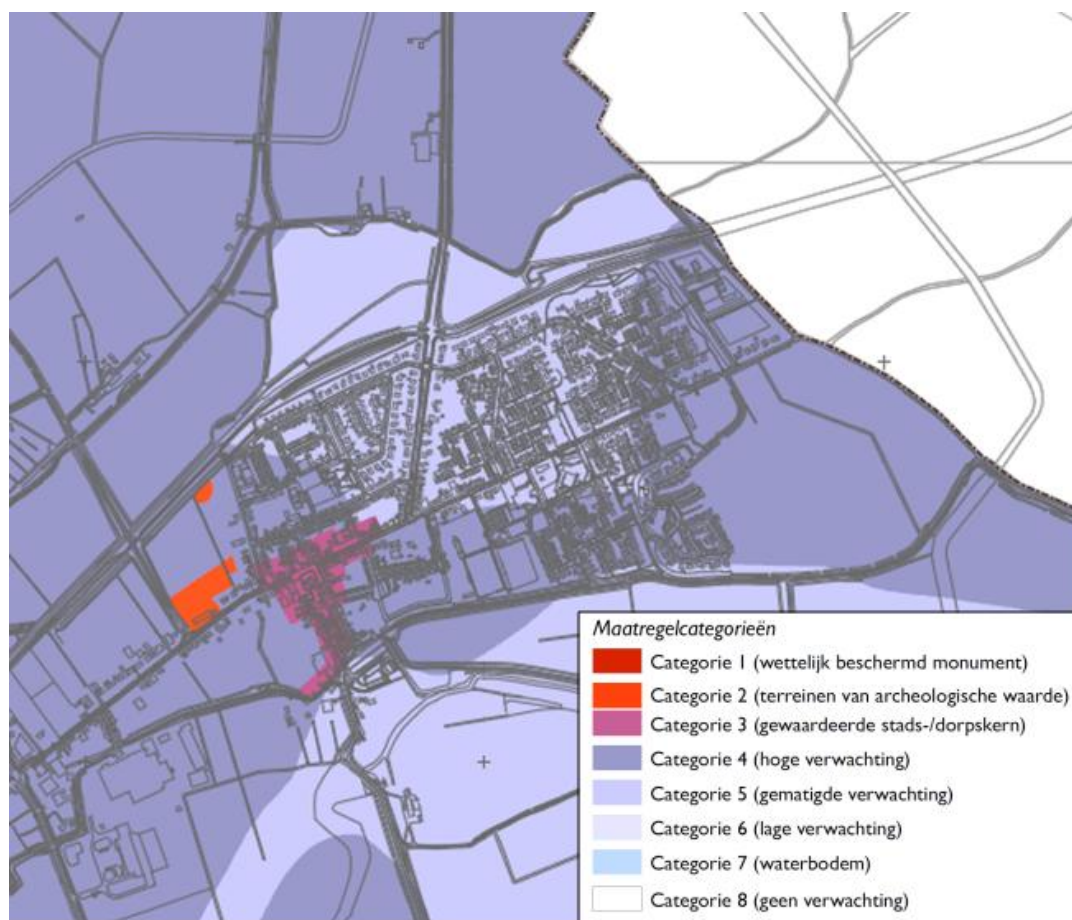 Maatregelcategorieën
Categorie 1 (wettelijk beschermd monument)
Categorie 2 (terreinen van archeologische waarde)
Categorie 3 (gewaardeerde stads-/dorpskern)
Categorie 4 (hoge verwachting)
Categorie 5 (gematigde verwachting)
Categorie 6 (lage verwachting)
Categorie 7 (waterbodem)
Categorie 8 (geen verwachting)